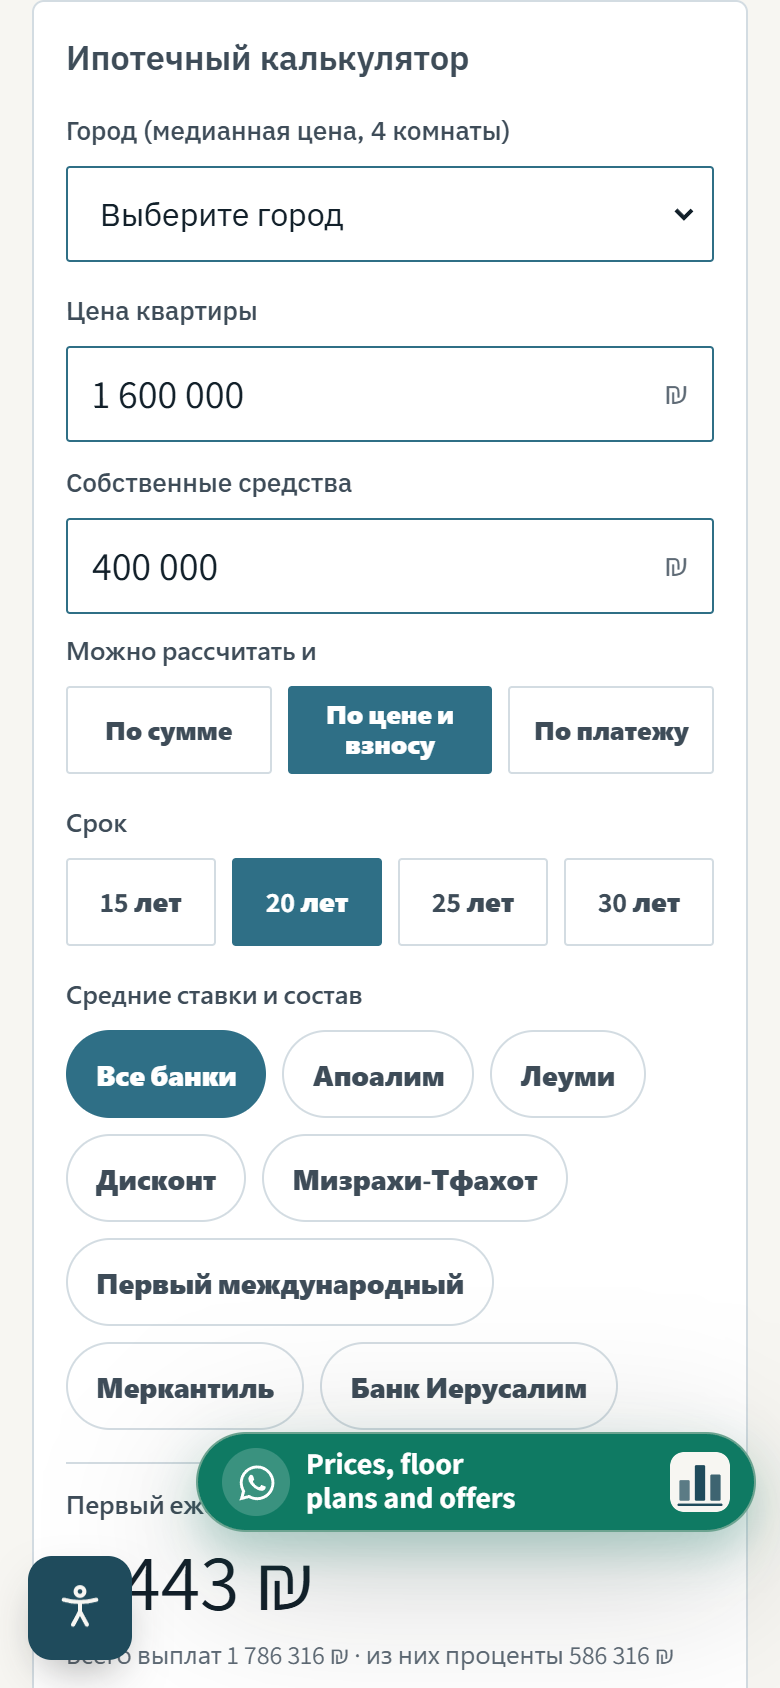 Ипотечный калькулятор
Город (медианная цена, 4 комнаты)
Выберите город
Цена квартиры
1 600 000 ₪
Собственные средства
400 000 ₪
Можно рассчитать и
По сумме
По цене и
взносу
По платежу
Срок
15 лет
20 лет
25 лет
30 лет
Средние ставки и состав
Все банки
Апоалим
Леуми
Дисконт
Мизрахи-Тфахот
Первый международный
Меркантиль
Банк Иерусалим
Prices, floor
plans and offers
Первый
443 ₪
выплат 1 786 316 ₪ · из них проценты 586 316 ₪